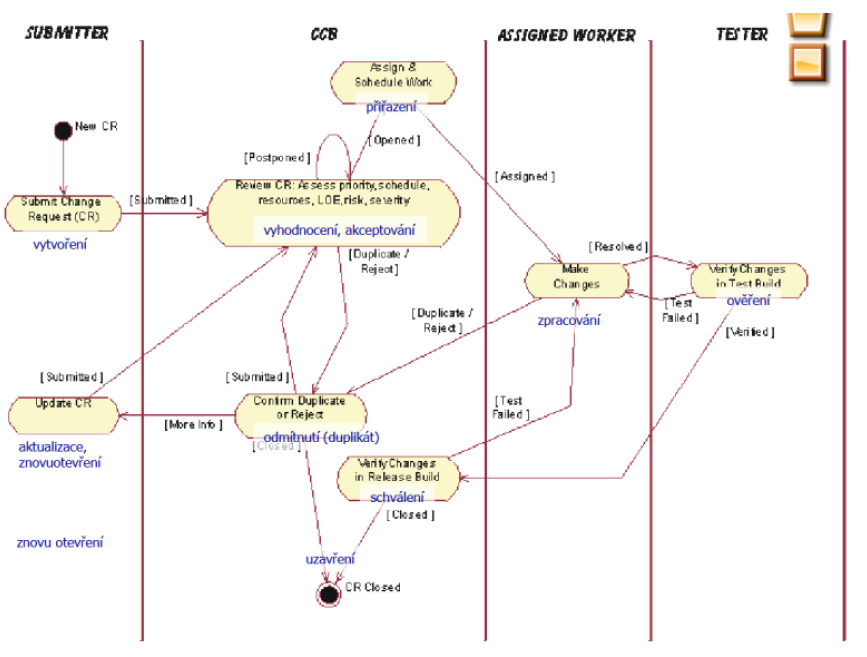 SUBMITTER
CCB
ASSIGNED WORKER
TESTER
Assign &
Schedule Work
přiřazení
New CR
[Opened]
[Postponed]
[Assigned]
Review CR: Assess priority, schedule,
resources, LOE, risk, severity
vyhodnocení, akceptování
Submit Change
Request (CR)
vytvoření
[Submitted]
[Duplicate /
Reject]
[Resolved]
Make
Changes
zpracování
Verify Changes
in Test Build
ověření
[Test
Failed]
[Verified]
[Duplicate /
Reject]
[Submitted]
[Submitted]
Update CR
aktualizace,
znovuotevření
[More Info]
Confirm Duplicate
or Reject
odmítnutí (duplikát)
[Closed]
[Test
Failed]
Verify Changes
in Release Build
schválení
[Closed]
znovu otevření
uzavření
CR Closed